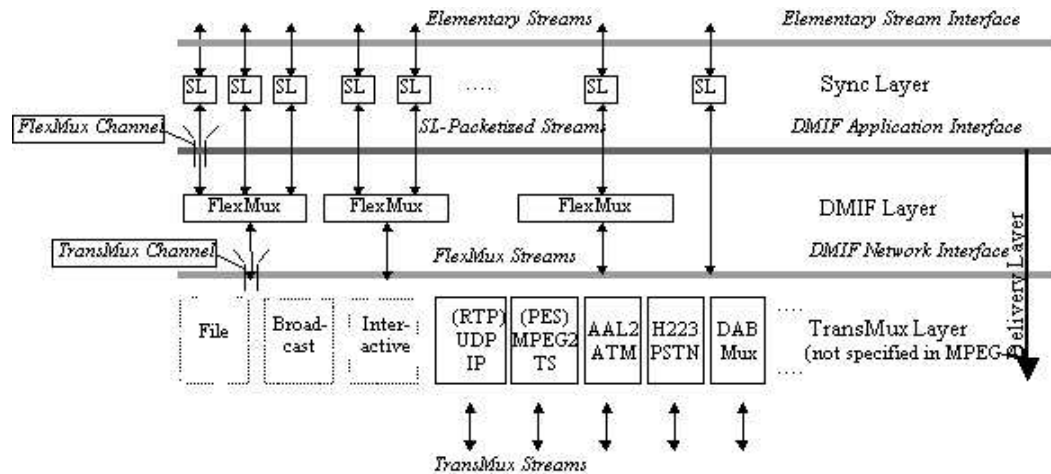 Elementary Streams
Elementary Stream Interface
SL SL SL SL SL .... SL SL
Sync Layer
FlexMux Channel
SL-Packetized Streams
DMIF Application Interface
FlexMux FlexMux FlexMux
DMIF Layer
TransMux Channel
FlexMux Streams
DMIF Network Interface
Delivery Layer
File
Broad-
cast
Inter-
active
(RTP)
UDP
IP
(PES)
MPEG2
TS
AAL2
ATM
H223
PSTN
DAB
Mux
....
TransMux Layer
(not specified in MPEG-
TransMux Streams